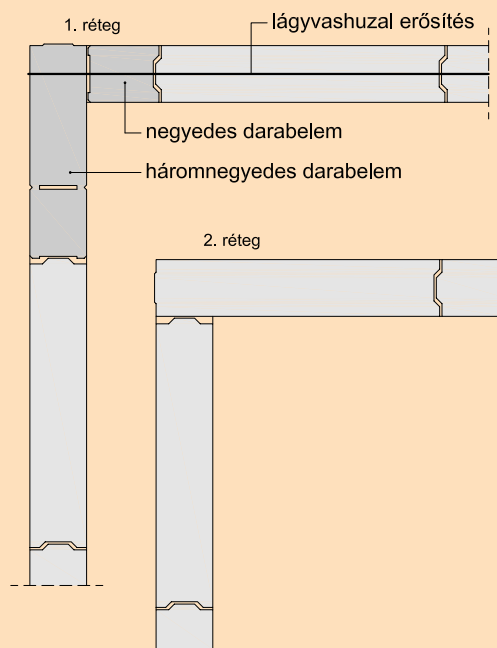 1. réteg
lágyvashuzal erősítés
negyedes darabelem
háromnegyedes darabelem
2. réteg